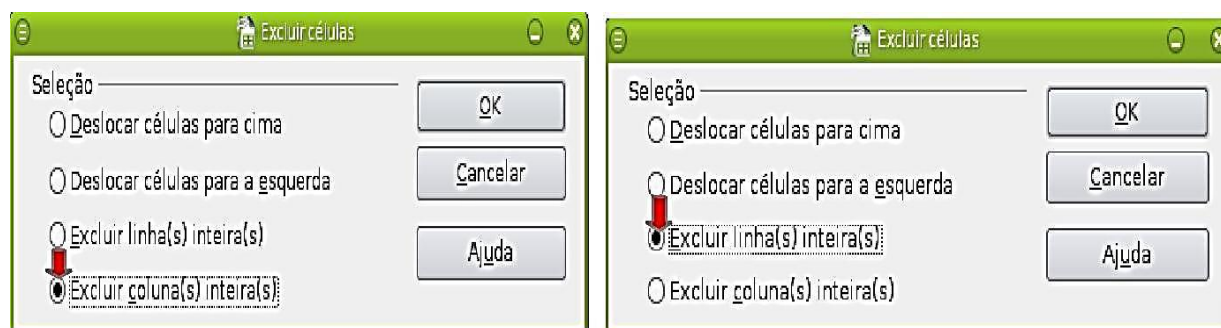 Excluir células
Seleção
Deslocar células para cima
Deslocar células para a esquerda
Excluir linha(s) inteira(s)
Excluir coluna(s) inteira(s)
OK
Cancelar
Ajuda
Excluir células
Seleção
Deslocar células para cima
Deslocar células para a esquerda
Excluir linha(s) inteira(s)
Excluir coluna(s) inteira(s)
OK
Cancelar
Ajuda